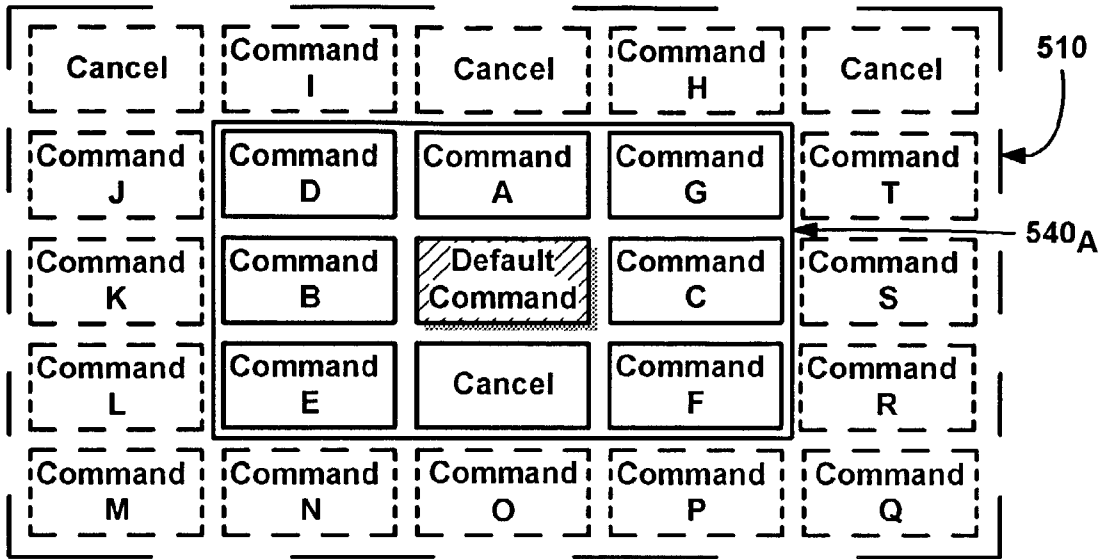 Cancel
Command
I
Cancel
Command
H
Cancel
510
Command
J
Command
D
Command
A
Command
G
Command
T
Command
K
Command
B
Default
Command
Command
C
Command
S
540A
Command
L
Command
E
Cancel
Command
F
Command
R
Command
M
Command
N
Command
O
Command
P
Command
Q